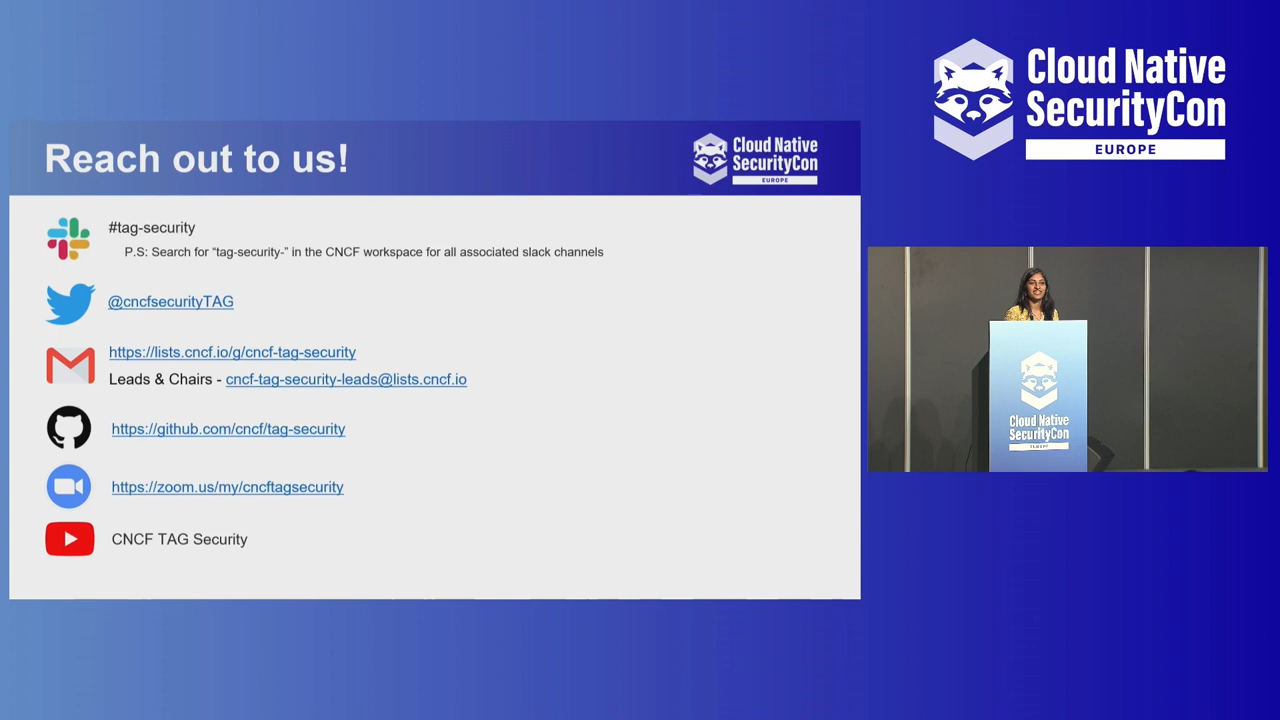 Reach out to us!
Cloud Native
SecurityCon
EUROPE
#tag-security
P.S: Search for “tag-security-” in the CNCF workspace for all associated slack channels
@cncfsecurityTAG
https://lists.cncf.io/g/cncf-tag-security
Leads & Chairs - cncf-tag-security-leads@lists.cncf.io
https://github.com/cncf/tag-security
https://zoom.us/my/cncftagsecurity
CNCF TAG Security
Cloud Native
SecurityCon
EUROPE
Cloud Native
SecurityCon
EUROPE